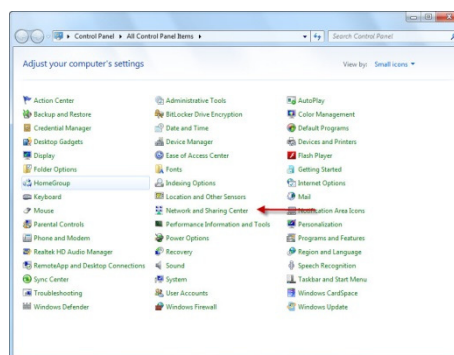 Control Panel ▸ All Control Panel Items ▸ Search Control Panel
Adjust your computer's settings View by: Small icons
Action Center Administrative Tools AutoPlay
Backup and Restore BitLocker Drive Encryption Color Management
Credential Manager Date and Time Default Programs
Desktop Gadgets Device Manager Devices and Printers
Display Ease of Access Center Flash Player
Folder Options Fonts Getting Started
HomeGroup Indexing Options Internet Options
Keyboard Location and Other Sensors Mail
Mouse Network and Sharing Center Notification Area Icons
Parental Controls Performance Information and Tools Personalization
Phone and Modem Power Options Programs and Features
Realtek HD Audio Manager Recovery Region and Language
RemoteApp and Desktop Connections Sound Speech Recognition
Sync Center System Taskbar and Start Menu
Troubleshooting User Accounts Windows CardSpace
Windows Defender Windows Firewall Windows Update